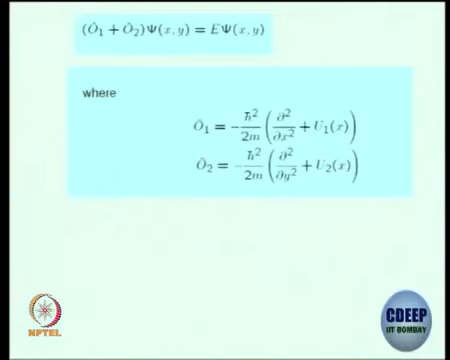 (Ô₁ + Ô₂)Ψ(x, y) = EΨ(x, y)
where
Ô₁ = −ℏ²/2m (∂²/∂x² + U₁(x))
Ô₂ = −ℏ²/2m (∂²/∂y² + U₂(x))
NPTEL
CDEEP
IIT BOMBAY